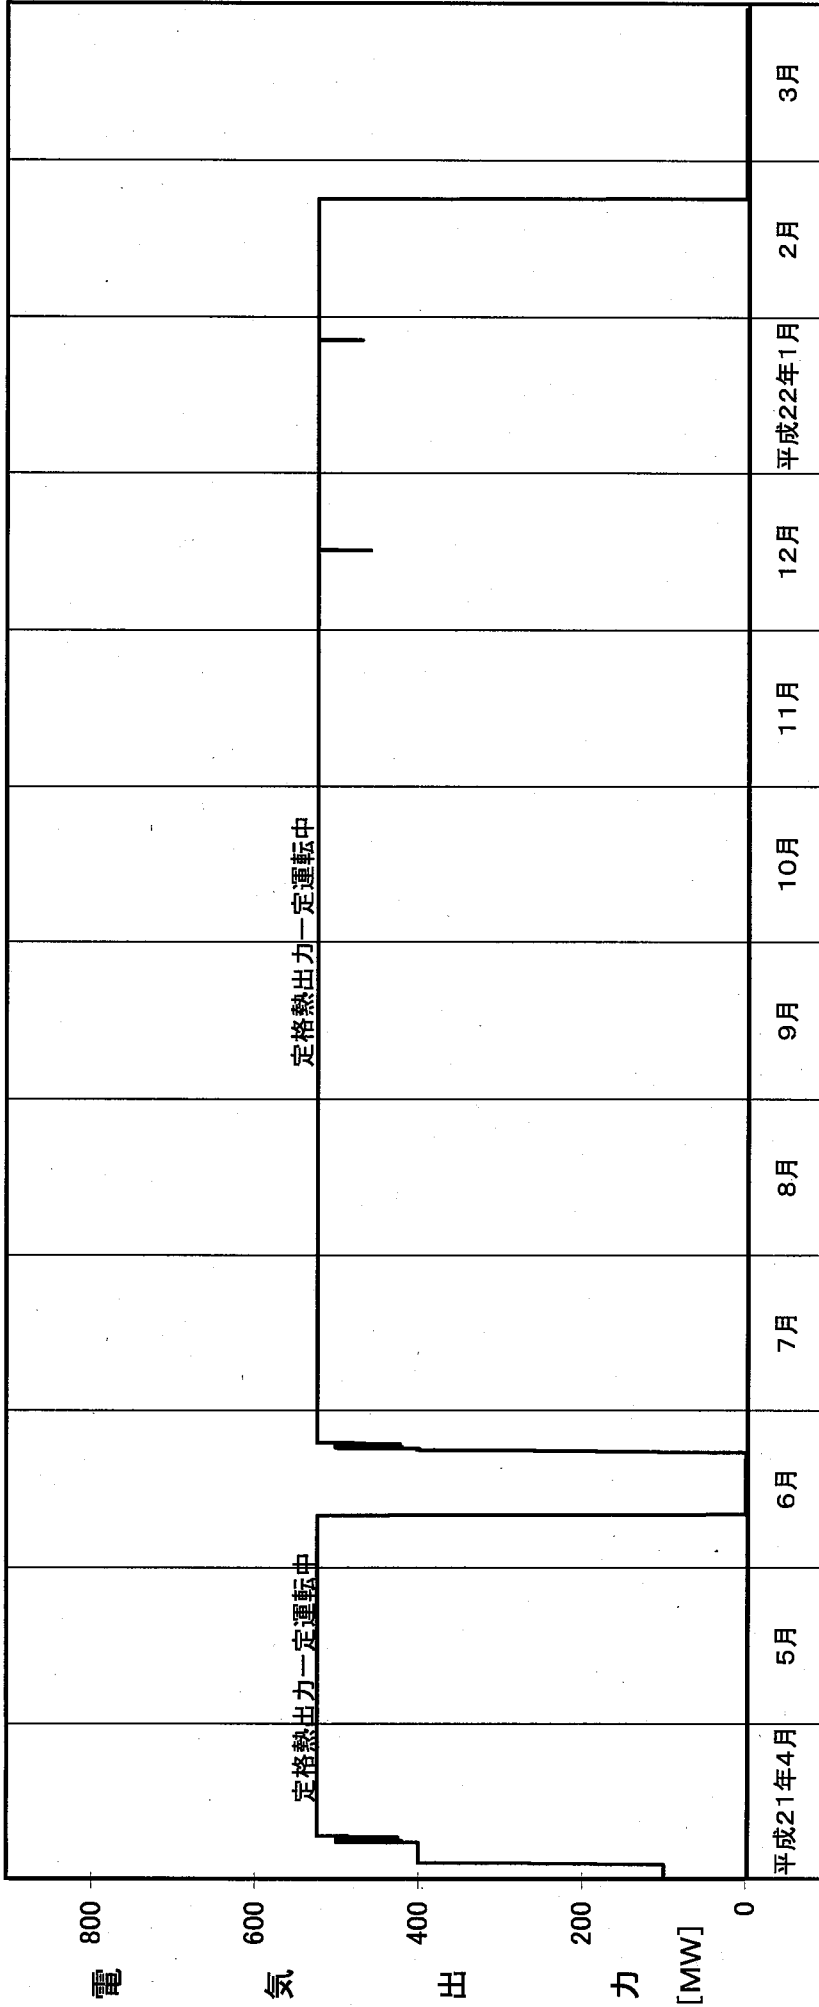 電気出力
[MW]
800
600
400
200
0
定格熱出力一定運転中
定格熱出力一定運転中
平成21年4月
5月
6月
7月
8月
9月
10月
11月
12月
平成22年1月
2月
3月